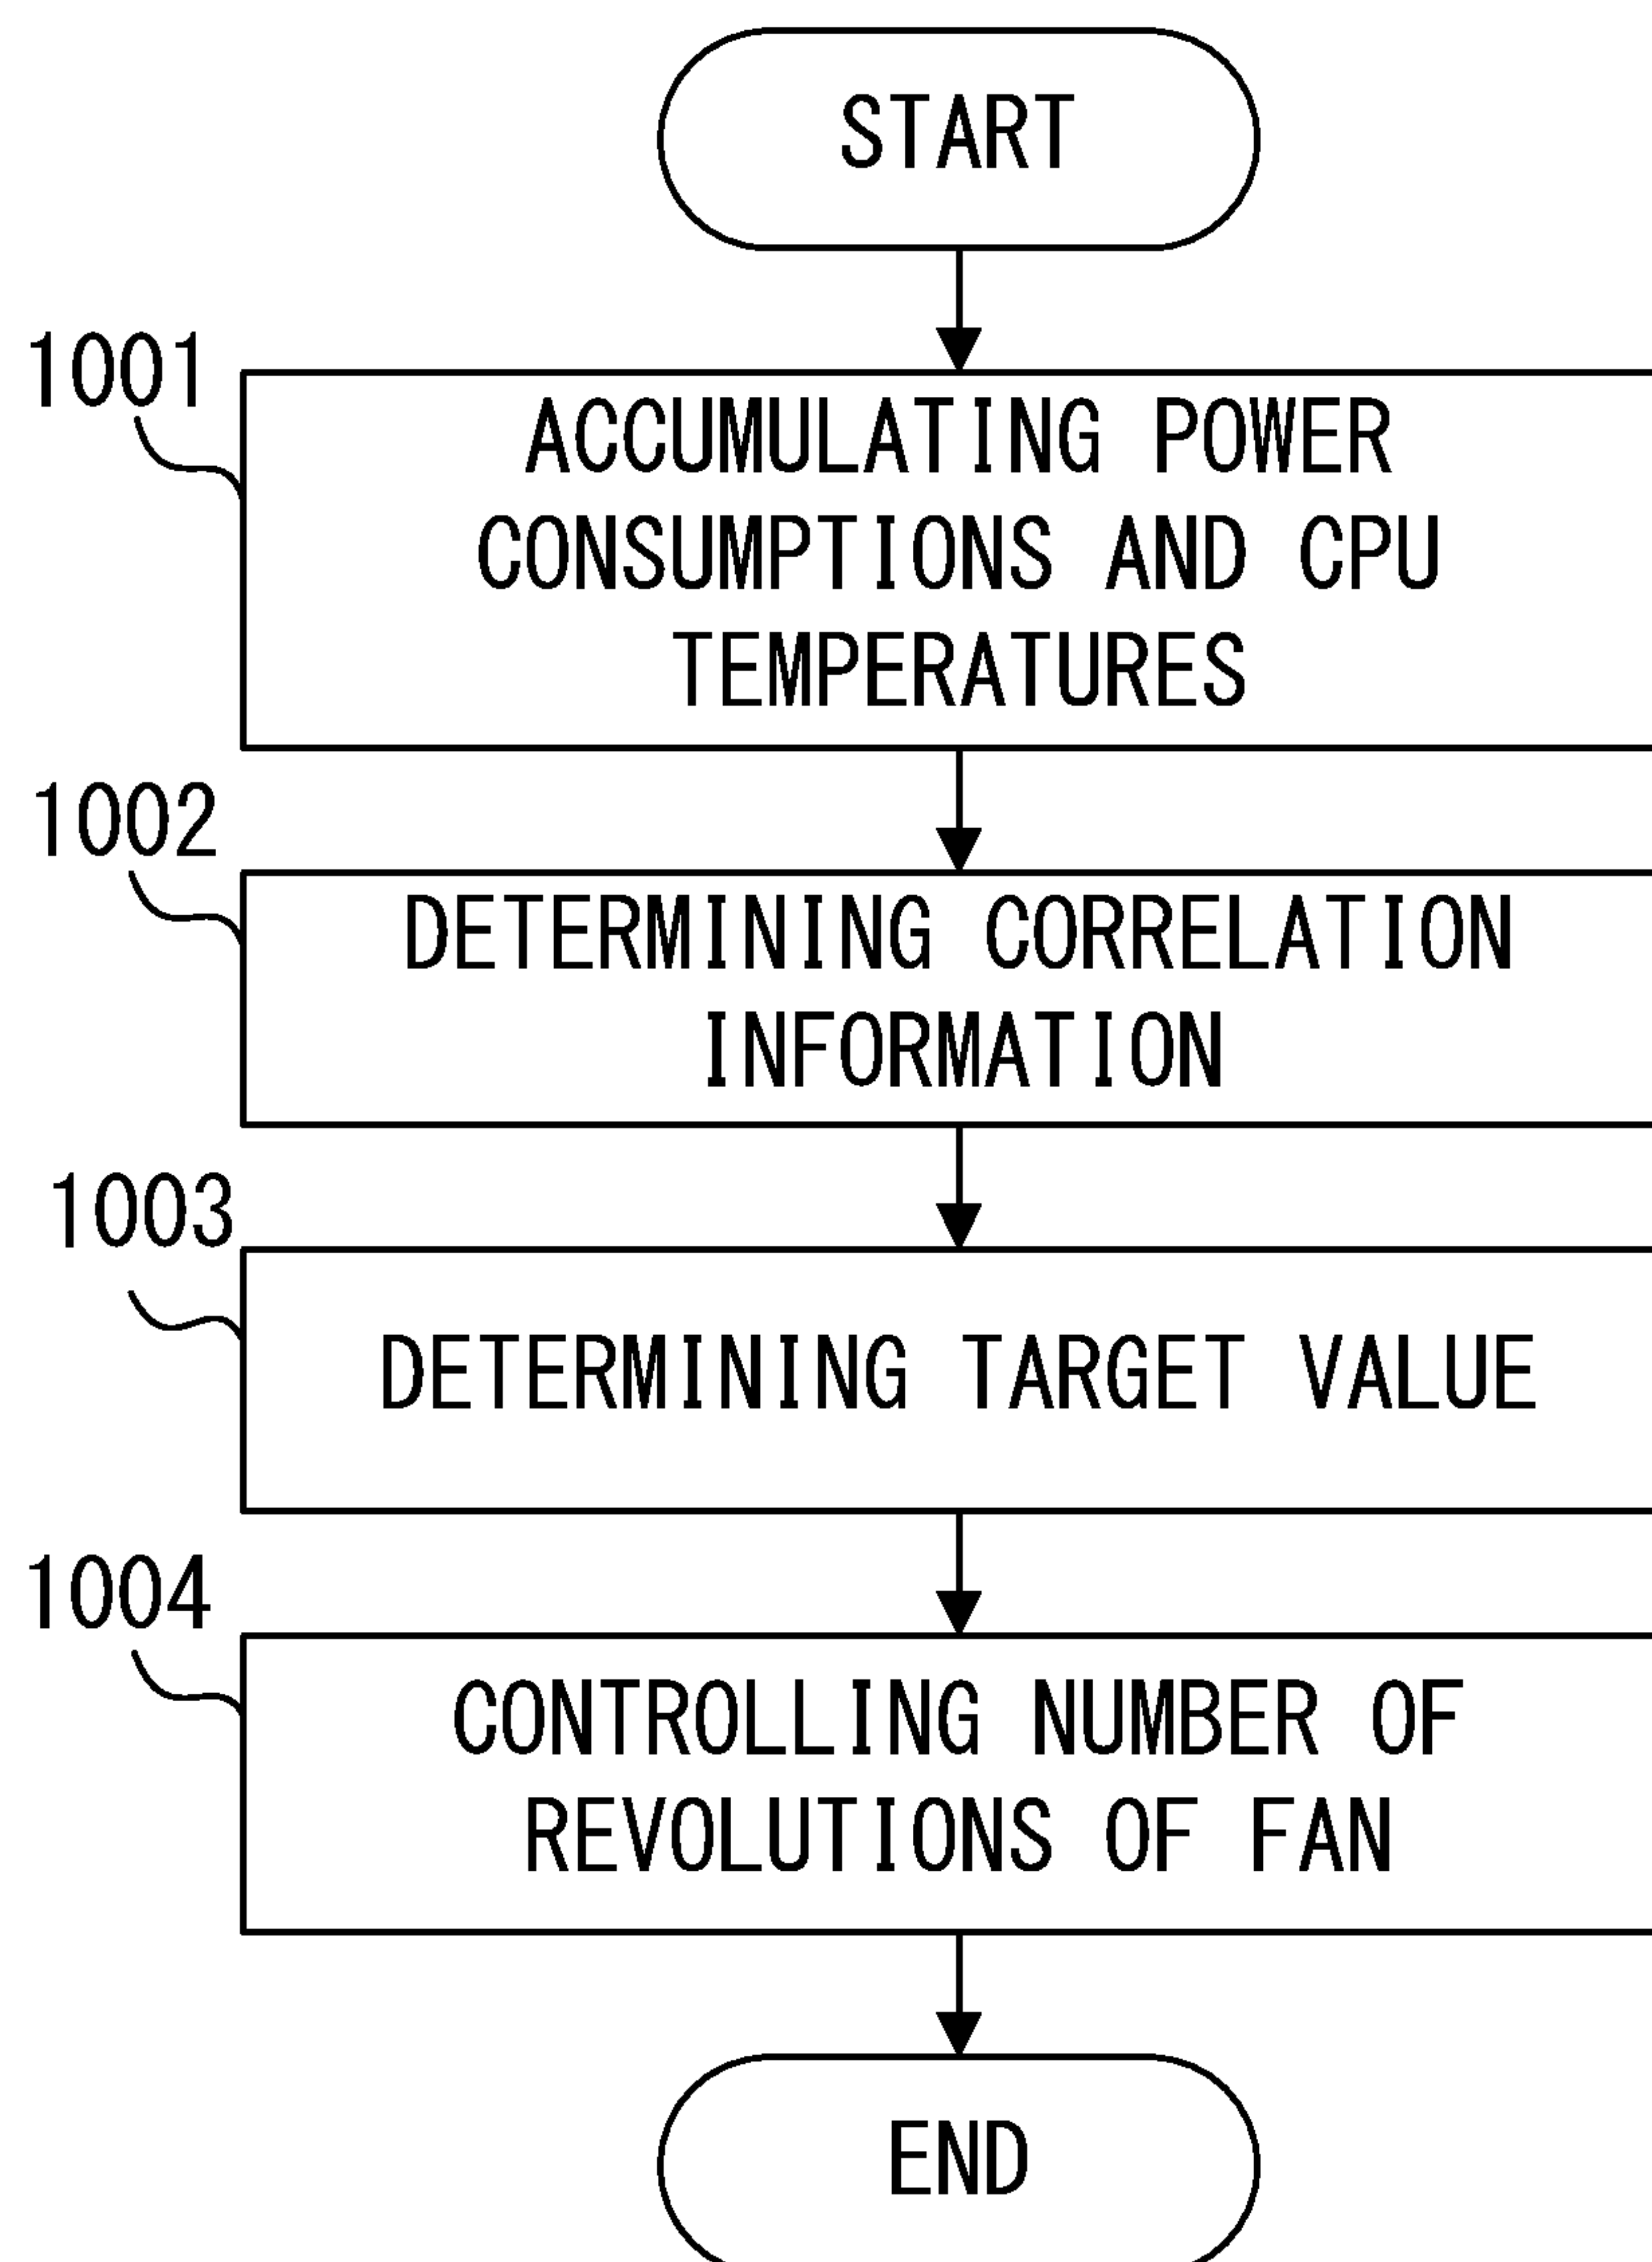 START
1001
ACCUMULATING POWER
CONSUMPTIONS AND CPU
TEMPERATURES
1002
DETERMINING CORRELATION
INFORMATION
1003
DETERMINING TARGET VALUE
1004
CONTROLLING NUMBER OF
REVOLUTIONS OF FAN
END